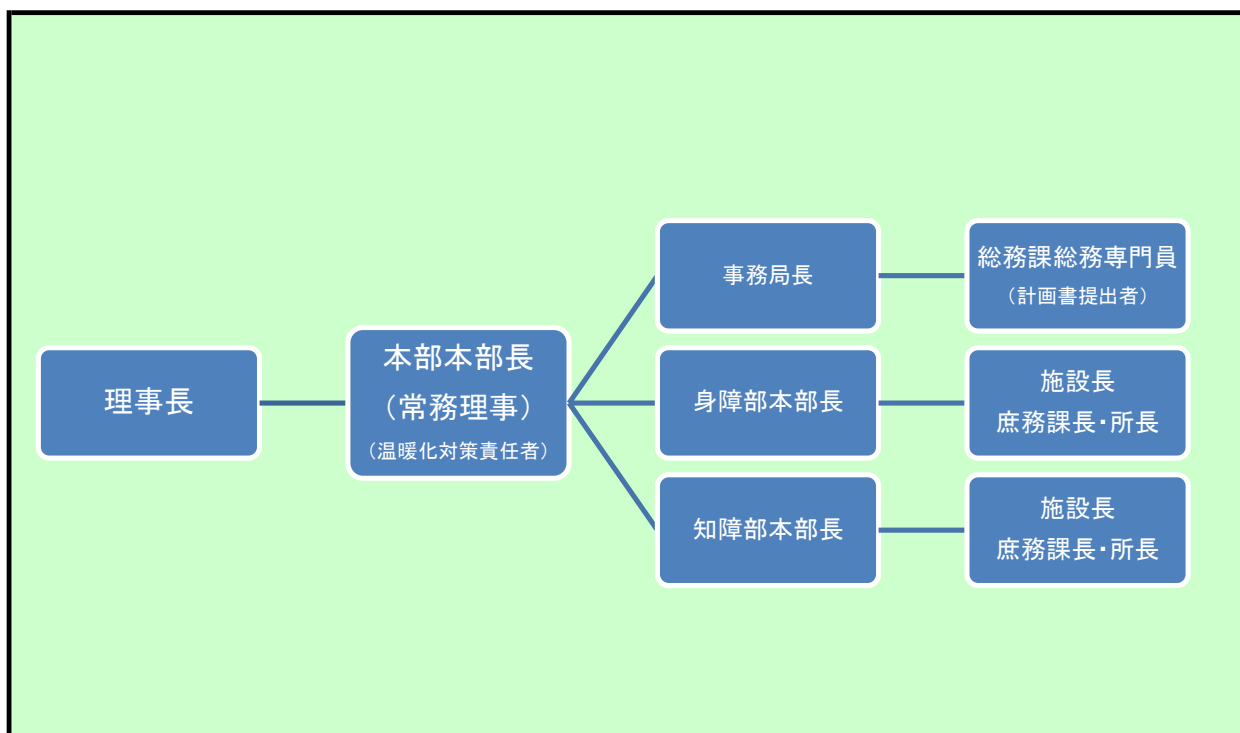 理事長
本部本部長
（常務理事）
（温暖化対策責任者）
事務局長
総務課総務専門員
（計画書提出者）
身障部本部長
施設長
庶務課長・所長
知障部本部長
施設長
庶務課長・所長